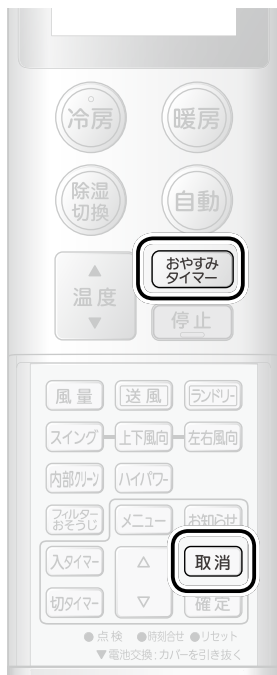 冷房 暖房
除湿
切換
自動
おやすみ
タイマー
温度
停止
風量 送風 ランドリー
スイング 上下風向 左右風向
内部クリーン ハイパワー
フィルター
おそうじ
メニュー お知らせ
入タイマー 取消
切タイマー 確定
●点検 ●時刻合せ ●リセット
▼電池交換:カバーを引き抜く